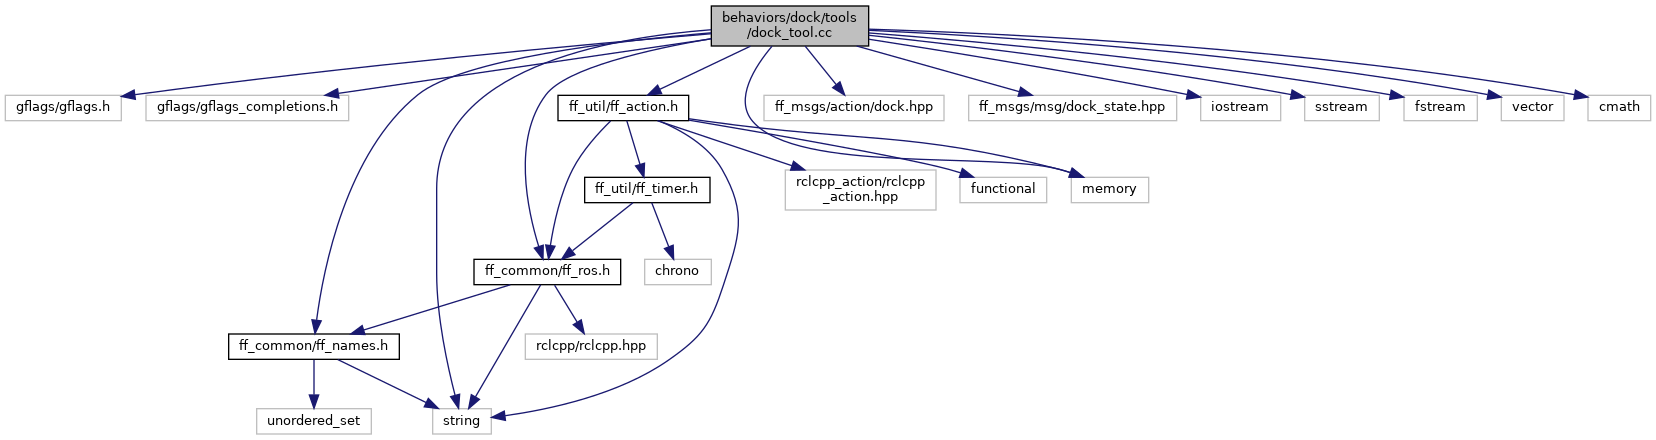 behaviors/dock/tools
/dock_tool.cc
gflags/gflags.h
gflags/gflags_completions.h
ff_util/ff_action.h
ff_msgs/action/dock.hpp
ff_msgs/msg/dock_state.hpp
iostream
sstream
fstream
vector
cmath
ff_util/ff_timer.h
rclcpp_action/rclcpp
_action.hpp
functional
memory
ff_common/ff_ros.h
chrono
ff_common/ff_names.h
rclcpp/rclcpp.hpp
unordered_set
string